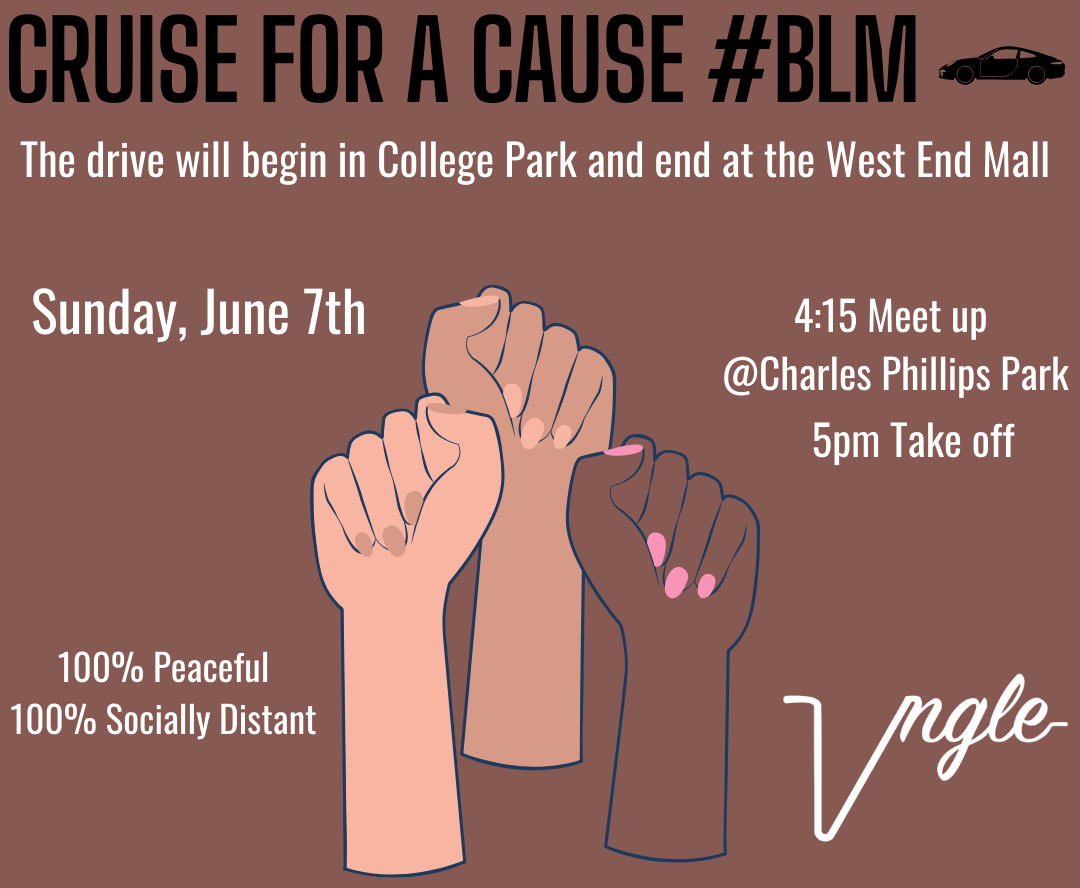 CRUISE FOR A CAUSE #BLM
The drive will begin in College Park and end at the West End Mall
Sunday, June 7th
4:15 Meet up
@Charles Phillips Park
5pm Take off
100% Peaceful
100% Socially Distant
Vngle